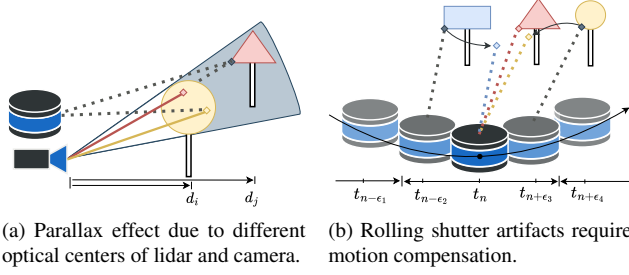 d_i
d_j
t_{n-ϵ_1}
t_{n-ϵ_2}
t_n
t_{n+ϵ_3}
t_{n+ϵ_4}
(a) Parallax effect due to different
optical centers of lidar and camera.
(b) Rolling shutter artifacts require
motion compensation.